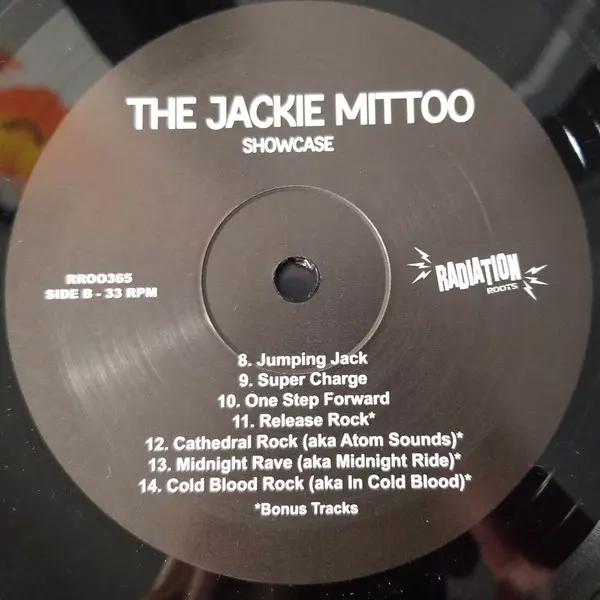 THE JACKIE MITTOO
SHOWCASE
RROO365
SIDE B - 33 RPM
RADIATION
ROOTS
8. Jumping Jack
9. Super Charge
10. One Step Forward
11. Release Rock*
12. Cathedral Rock (aka Atom Sounds)*
13. Midnight Rave (aka Midnight Ride)*
14. Cold Blood Rock (aka In Cold Blood)*
*Bonus Tracks